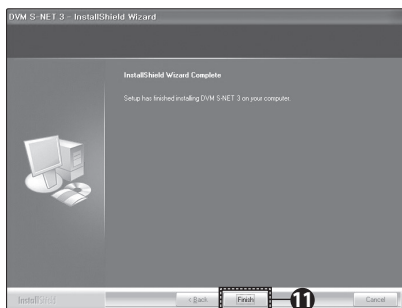 DVM S-NET 3 - InstallShield Wizard
InstallShield Wizard Complete
Setup has finished installing DVM S-NET 3 on your computer.
InstallShield
< Back
Finish
11
Cancel